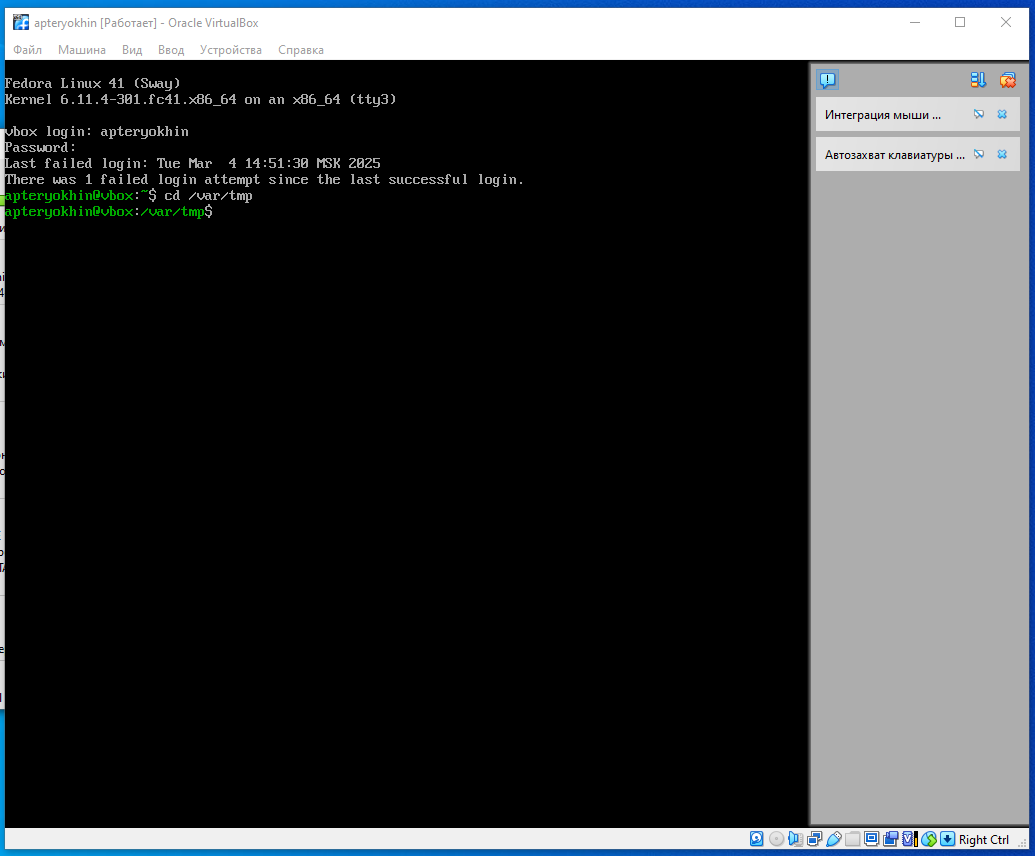 apteryokhin [Работает] - Oracle VirtualBox
Файл Машина Вид Ввод Устройства Справка
Fedora Linux 41 (Sway)
Kernel 6.11.4-301.fc41.x86_64 on an x86_64 (tty3)
vbox login: apteryokhin
Password:
Last failed login: Tue Mar  4 14:51:30 MSK 2025
There was 1 failed login attempt since the last successful login.
apteryokhin@vbox:~$ cd /var/tmp
apteryokhin@vbox:/var/tmp$
Интеграция мыши ...
Автозахват клавиатуры ...
Right Ctrl